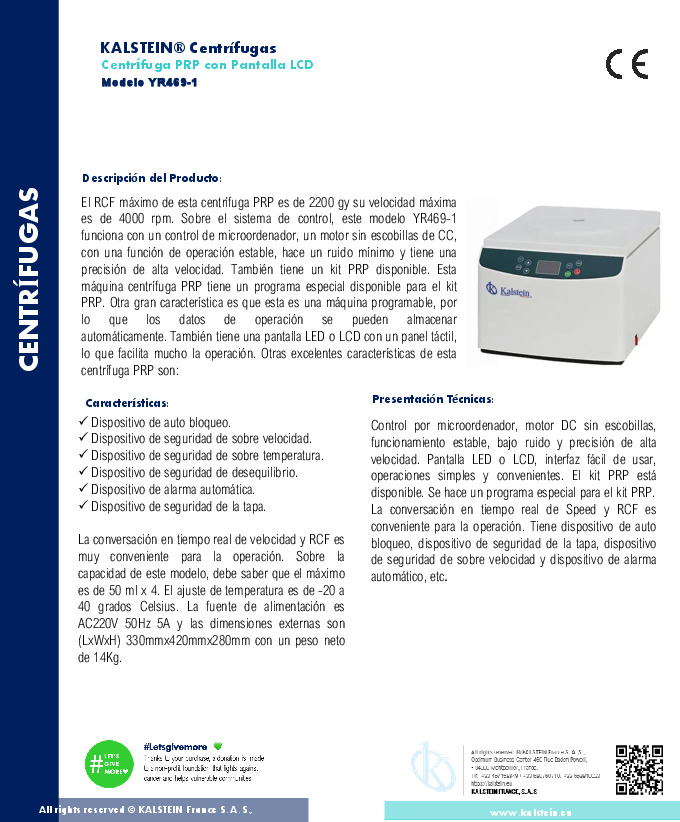 KALSTEIN® Centrífugas
Centrífuga PRP con Pantalla LCD
Modelo YR469-1
CENTRÍFUGAS
Descripción del Producto:
El RCF máximo de esta centrífuga PRP es de 2200 gy su velocidad máxima
es de 4000 rpm. Sobre el sistema de control, este modelo YR469-1
funciona con un control de microordenador, un motor sin escobillas de CC,
con una función de operación estable, hace un ruido mínimo y tiene una
precisión de alta velocidad. También tiene un kit PRP disponible. Esta
máquina centrífuga PRP tiene un programa especial disponible para el kit
PRP. Otra gran característica es que esta es una máquina programable, por
lo que los datos de operación se pueden almacenar
automáticamente. También tiene una pantalla LED o LCD con un panel táctil,
lo que facilita mucho la operación. Otras excelentes características de esta
centrífuga PRP son:
Kalstein
Características:
✓ Dispositivo de auto bloqueo.
✓ Dispositivo de seguridad de sobre velocidad.
✓ Dispositivo de seguridad de sobre temperatura.
✓ Dispositivo de seguridad de desequilibrio.
✓ Dispositivo de alarma automática.
✓ Dispositivo de seguridad de la tapa.
La conversación en tiempo real de velocidad y RCF es
muy conveniente para la operación. Sobre la
capacidad de este modelo, debe saber que el máximo
es de 50 ml x 4. El ajuste de temperatura es de -20 a
40 grados Celsius. La fuente de alimentación es
AC220V 50Hz 5A y las dimensiones externas son
(LxWxH) 330mmx420mmx280mm con un peso neto
de 14Kg.
Presentación Técnicas:
Control por microordenador, motor DC sin escobillas,
funcionamiento estable, bajo ruido y precisión de alta
velocidad. Pantalla LED o LCD, interfaz fácil de usar,
operaciones simples y convenientes. El kit PRP está
disponible. Se hace un programa especial para el kit PRP.
La conversación en tiempo real de Speed y RCF es
conveniente para la operación. Tiene dispositivo de auto
bloqueo, dispositivo de seguridad de la tapa, dispositivo
de seguridad de sobre velocidad y dispositivo de alarma
automático, etc.
#LET'S
GIVE
MORE
#Letsgivemore
Thanks to your purchase, a donation is made
to a non-profit foundation that fights against
cancer and helps vulnerable communities
All rights reserved ® KALSTEIN France S. A. S.,
Optimum Business Center 450 Rue Baden Powell,
34000 Montpellier, France.
https://kalstein.eu
KALSTEIN FRANCE, S.A.S
All rights reserved © KALSTEIN France S.A.S.,
www.kalstein.eu